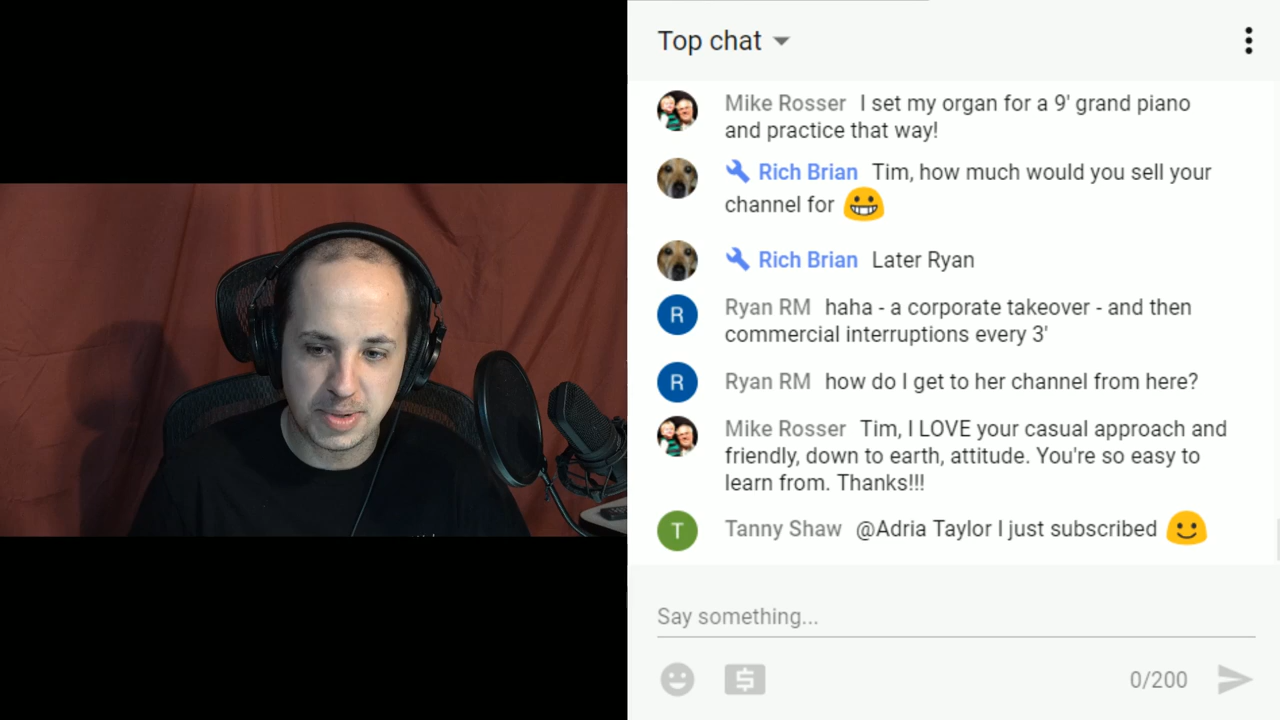 Top chat
Mike Rosser I set my organ for a 9' grand piano
and practice that way!
Rich Brian Tim, how much would you sell your
channel for
Rich Brian Later Ryan
R Ryan RM haha - a corporate takeover - and then
commercial interruptions every 3'
R Ryan RM how do I get to her channel from here?
Mike Rosser Tim, I LOVE your casual approach and
friendly, down to earth, attitude. You're so easy to
learn from. Thanks!!!
T Tanny Shaw @Adria Taylor I just subscribed
Say something...
$ 0/200